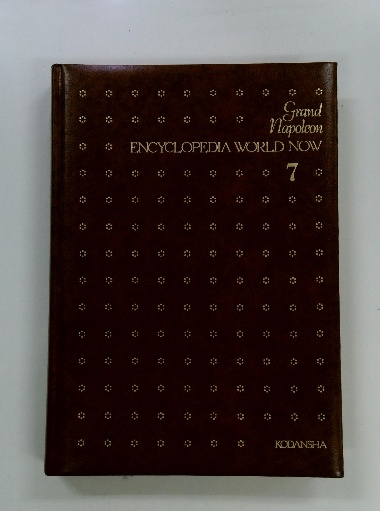 Grand
Napoleon
ENCYCLOPEDIA WORLD NOW
7
KODANSHA